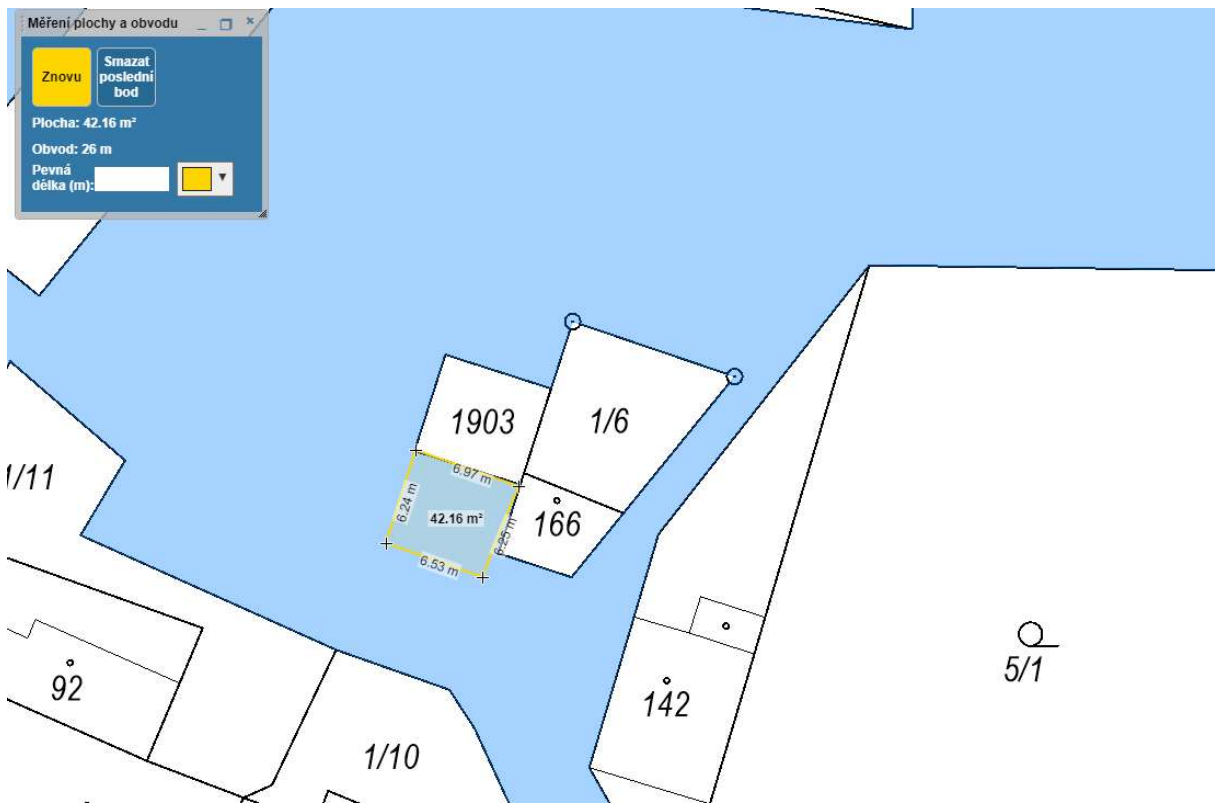 Měření plochy a obvodu
Znovu
Smazat
poslední
bod
Plocha: 42.16 m²
Obvod: 26 m
Pevná
délka (m):
1903
1/6
6.97 m
1/11
6.24 m
42.16 m²
6.25 m
166
6.53 m
5/1
92
142
1/10